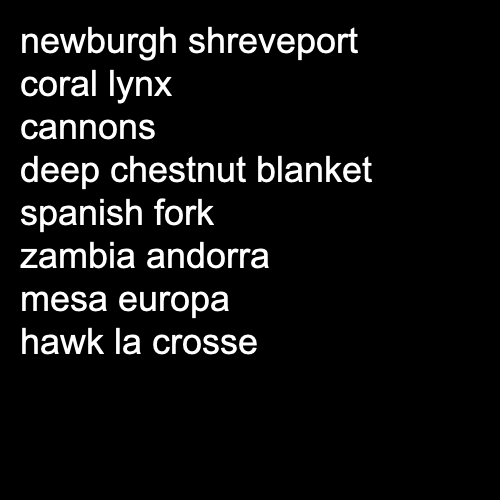 newburgh shreveport
coral lynx
cannons
deep chestnut blanket
spanish fork
zambia andorra
mesa europa
hawk la crosse